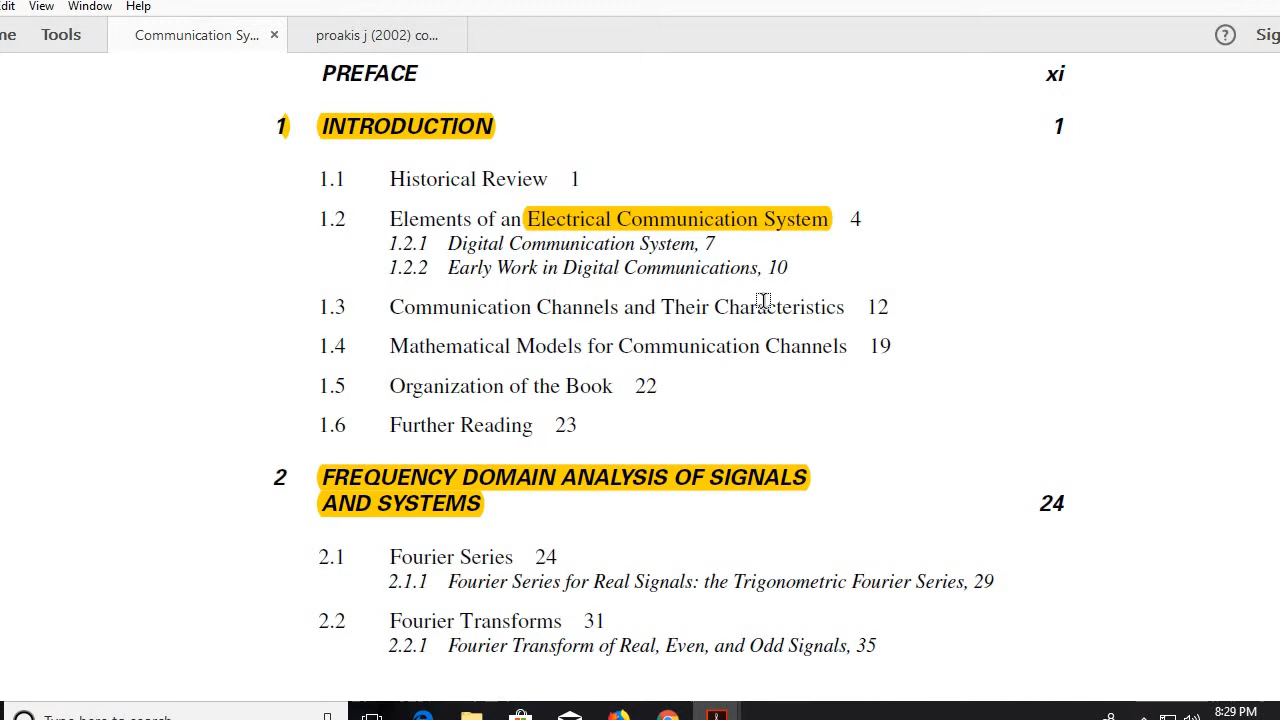 dit View Window Help
me Tools Communication Sy... × proakis j (2002) co... ? Sig
PREFACE xi
1 INTRODUCTION 1
1.1 Historical Review 1
1.2 Elements of an Electrical Communication System 4
1.2.1 Digital Communication System, 7
1.2.2 Early Work in Digital Communications, 10
1.3 Communication Channels and Their Characteristics 12
1.4 Mathematical Models for Communication Channels 19
1.5 Organization of the Book 22
1.6 Further Reading 23
2 FREQUENCY DOMAIN ANALYSIS OF SIGNALS
AND SYSTEMS 24
2.1 Fourier Series 24
2.1.1 Fourier Series for Real Signals: the Trigonometric Fourier Series, 29
2.2 Fourier Transforms 31
2.2.1 Fourier Transform of Real, Even, and Odd Signals, 35
Type here to search 8:29 PM